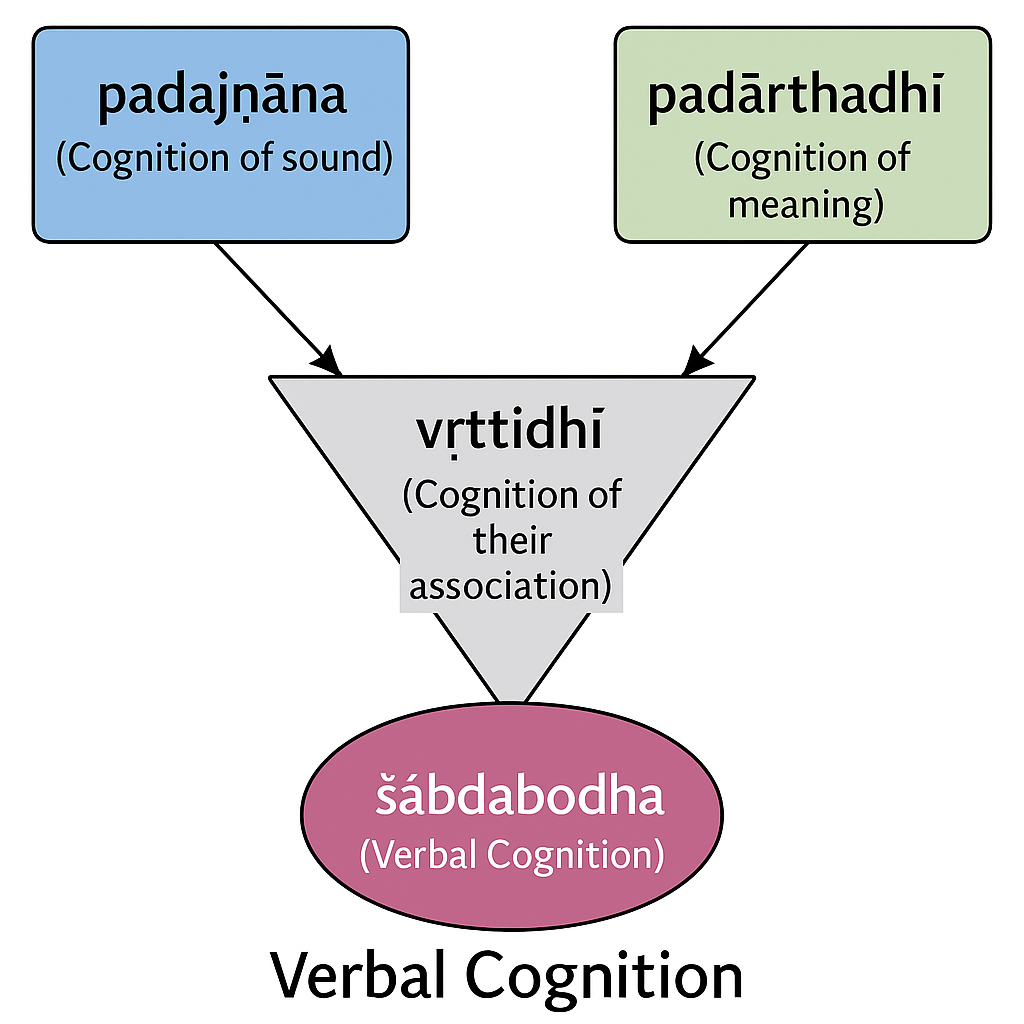 padajṇāna
(Cognition of sound)
padārthadhī
(Cognition of
meaning)
vṛttidhī
(Cognition of
their
association)
šábdabodha
(Verbal Cognition)
Verbal Cognition